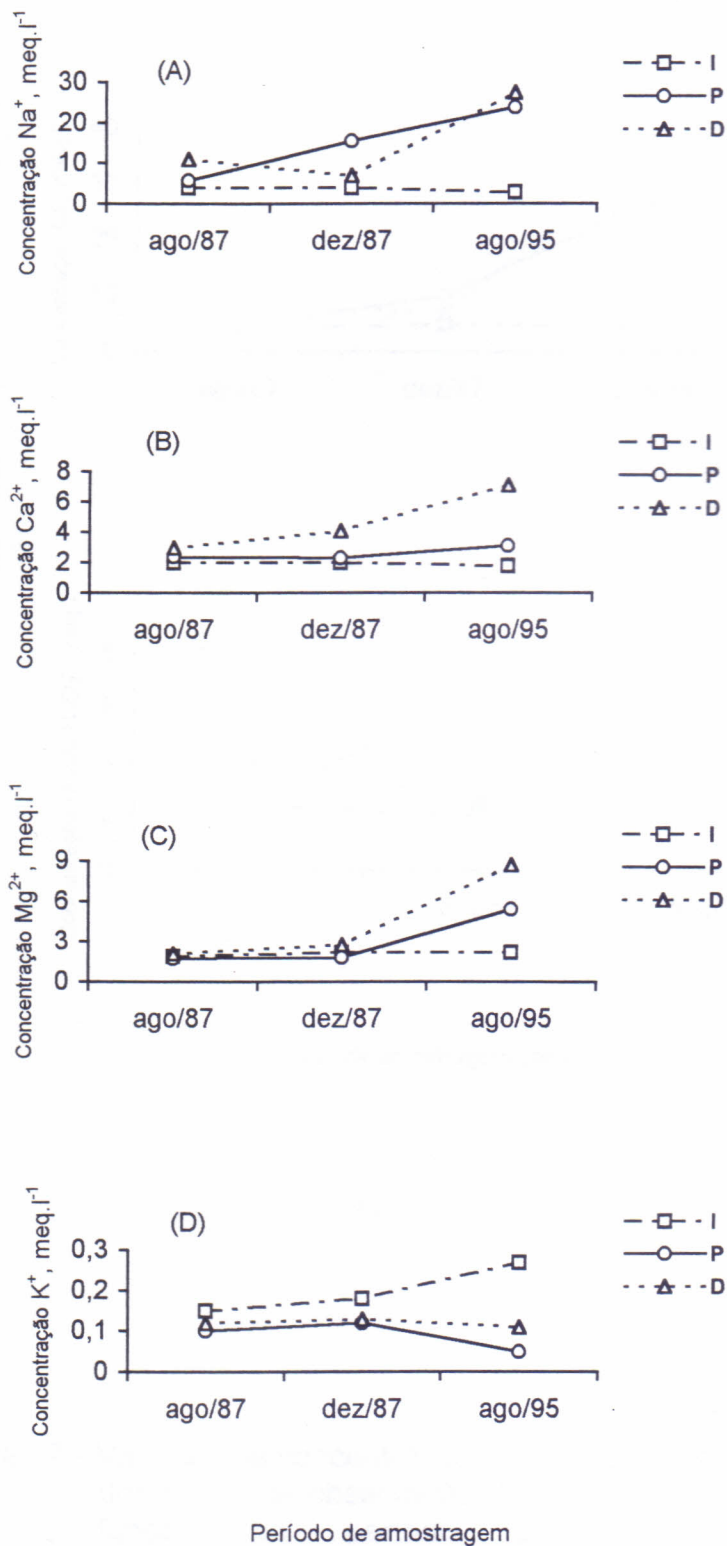 (A)
Concentração Na⁺, meq.l⁻¹
30
20
10
0
ago/87 dez/87 ago/95
I
P
D
(B)
Concentração Ca²⁺, meq.l⁻¹
8
6
4
2
0
ago/87 dez/87 ago/95
I
P
D
(C)
Concentração Mg²⁺, meq.l⁻¹
9
6
3
0
ago/87 dez/87 ago/95
I
P
D
(D)
Concentração K⁺, meq.l⁻¹
0,3
0,2
0,1
0
ago/87 dez/87 ago/95
I
P
D
Período de amostragem